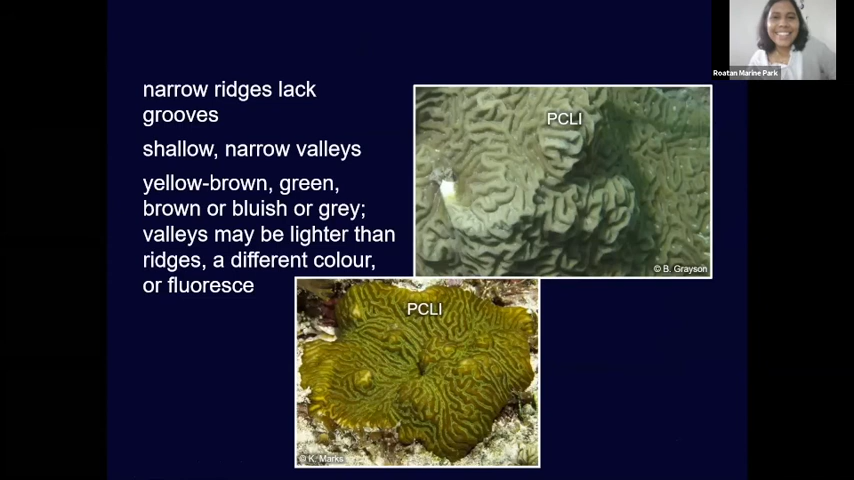 Roatan Marine Park
narrow ridges lack
grooves
shallow, narrow valleys
yellow-brown, green,
brown or bluish or grey;
valleys may be lighter than
ridges, a different colour,
or fluoresce
PCLI
© B. Grayson
PCLI
© K. Marks